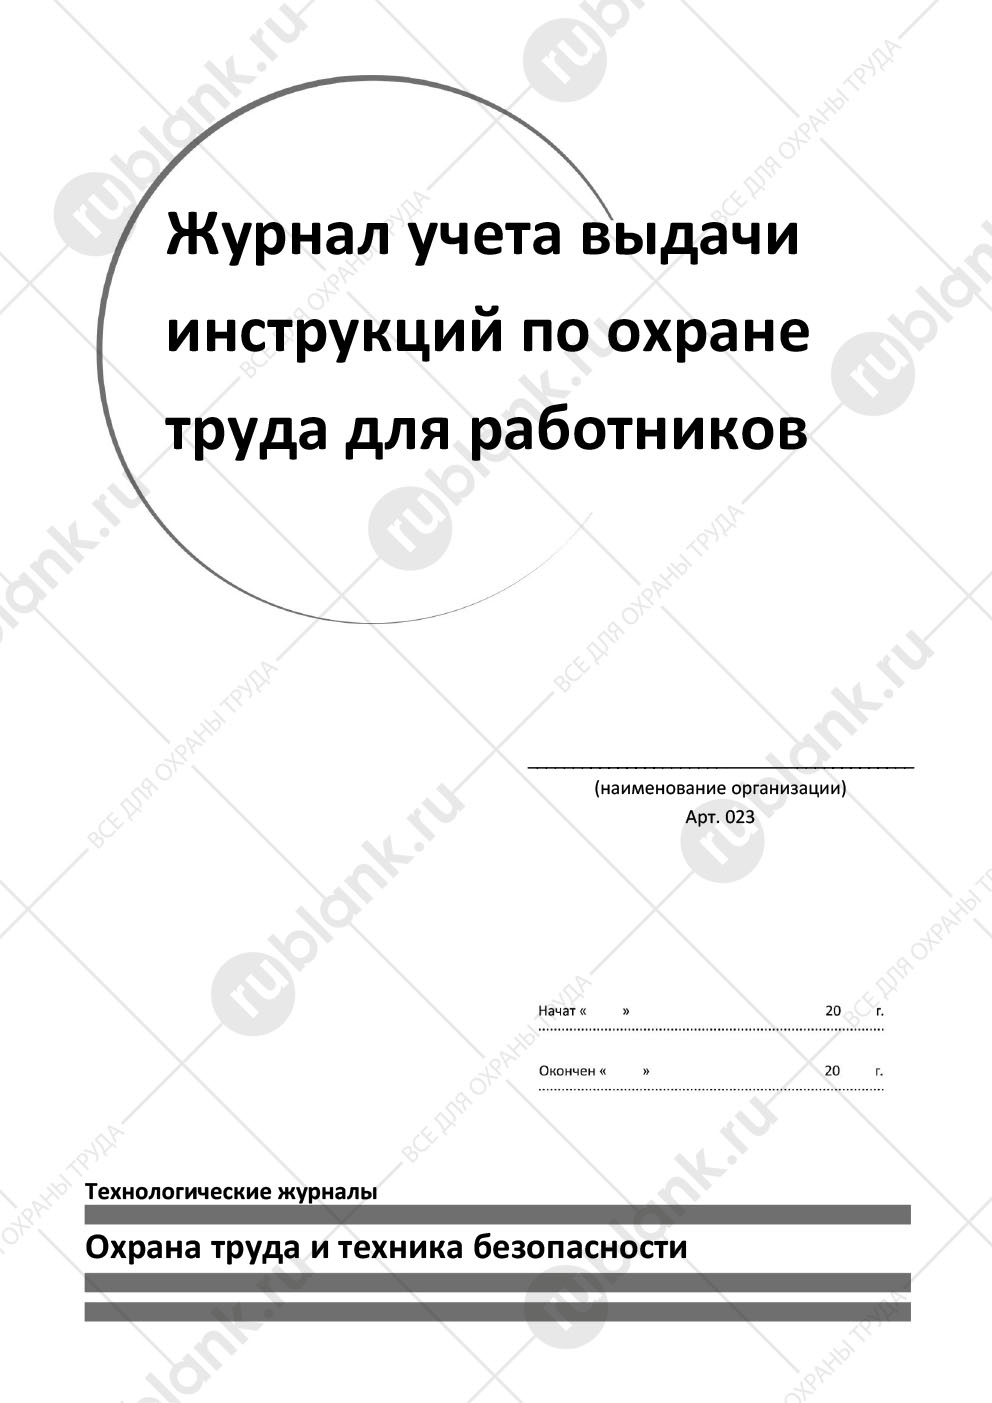 Журнал учета выдачи
инструкций по охране
труда для работников
(наименование организации)
Арт. 023
Начат « » 20 г.
Окончен « » 20 г.
Технологические журналы
Охрана труда и техника безопасности
rublank.ru
ВСЕ ДЛЯ ОХРАНЫ ТРУДА